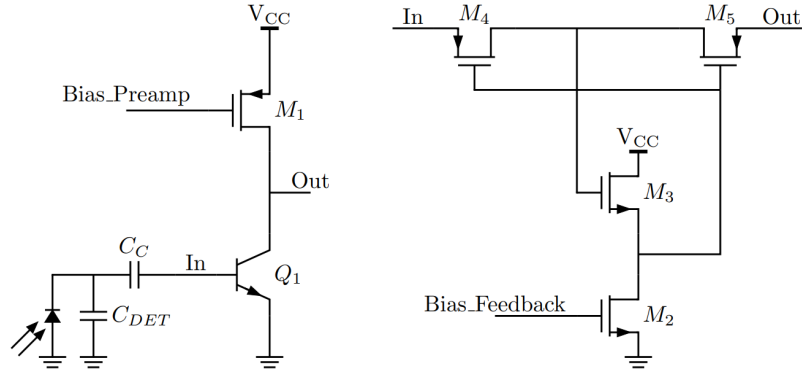 V_CC
Bias_Preamp
M_1
Out
C_C
In
Q_1
C_DET
In
M_4
M_5
Out
V_CC
M_3
Bias_Feedback
M_2